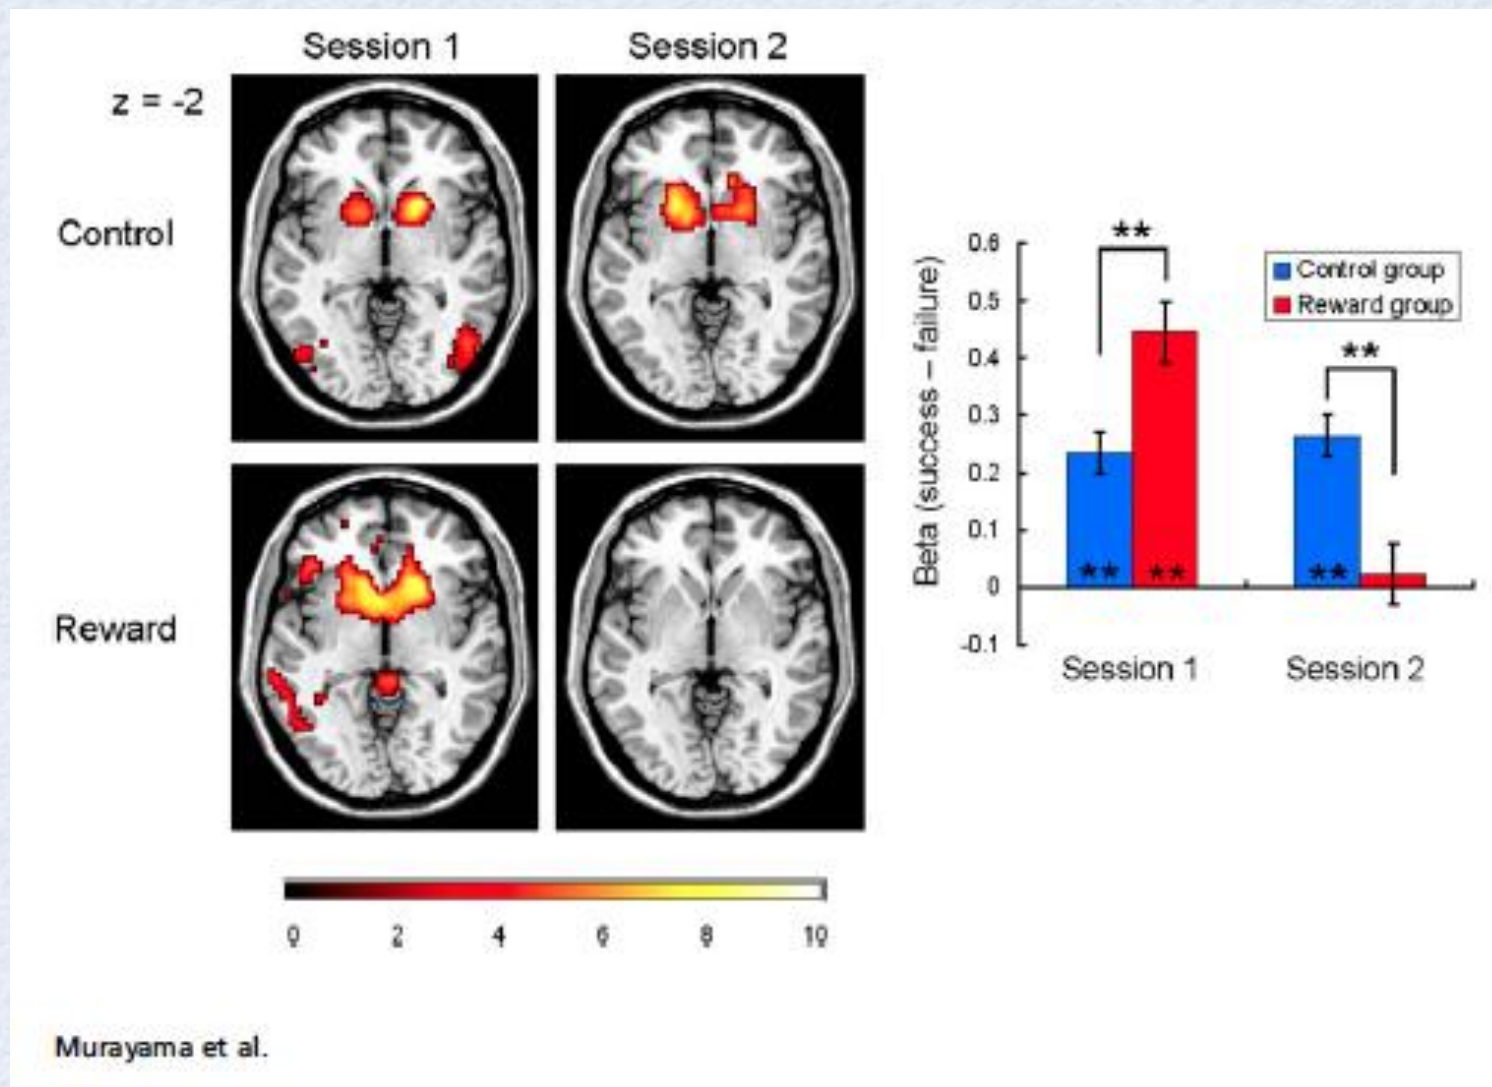 Session 1
Session 2
z = -2
Control
Reward
0 2 4 6 8 10
Beta (success – failure)
0.6
0.5
0.4
0.3
0.2
0.1
0
-0.1
**
**
** **
**
Control group
Reward group
Session 1
Session 2
Murayama et al.